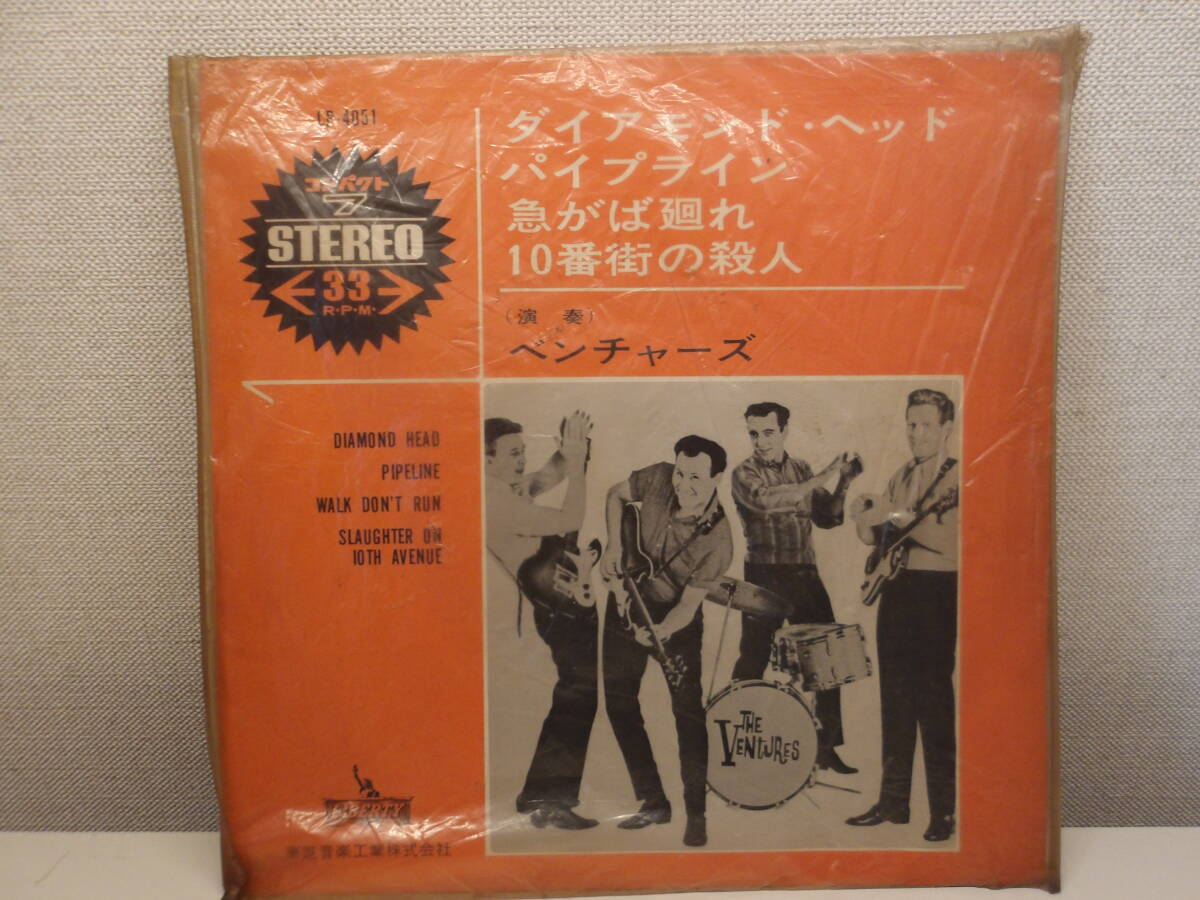 LP-4051
コンパクト
7
STEREO
33
R・P・M・
ダイアモンド・ヘッド
パイプライン
急がば廻れ
10番街の殺人
(演奏)
ベンチャーズ
DIAMOND HEAD
PIPELINE
WALK DON'T RUN
SLAUGHTER ON
10TH AVENUE
THE
VENTURES
LIBERTY
東芝音楽工業株式会社